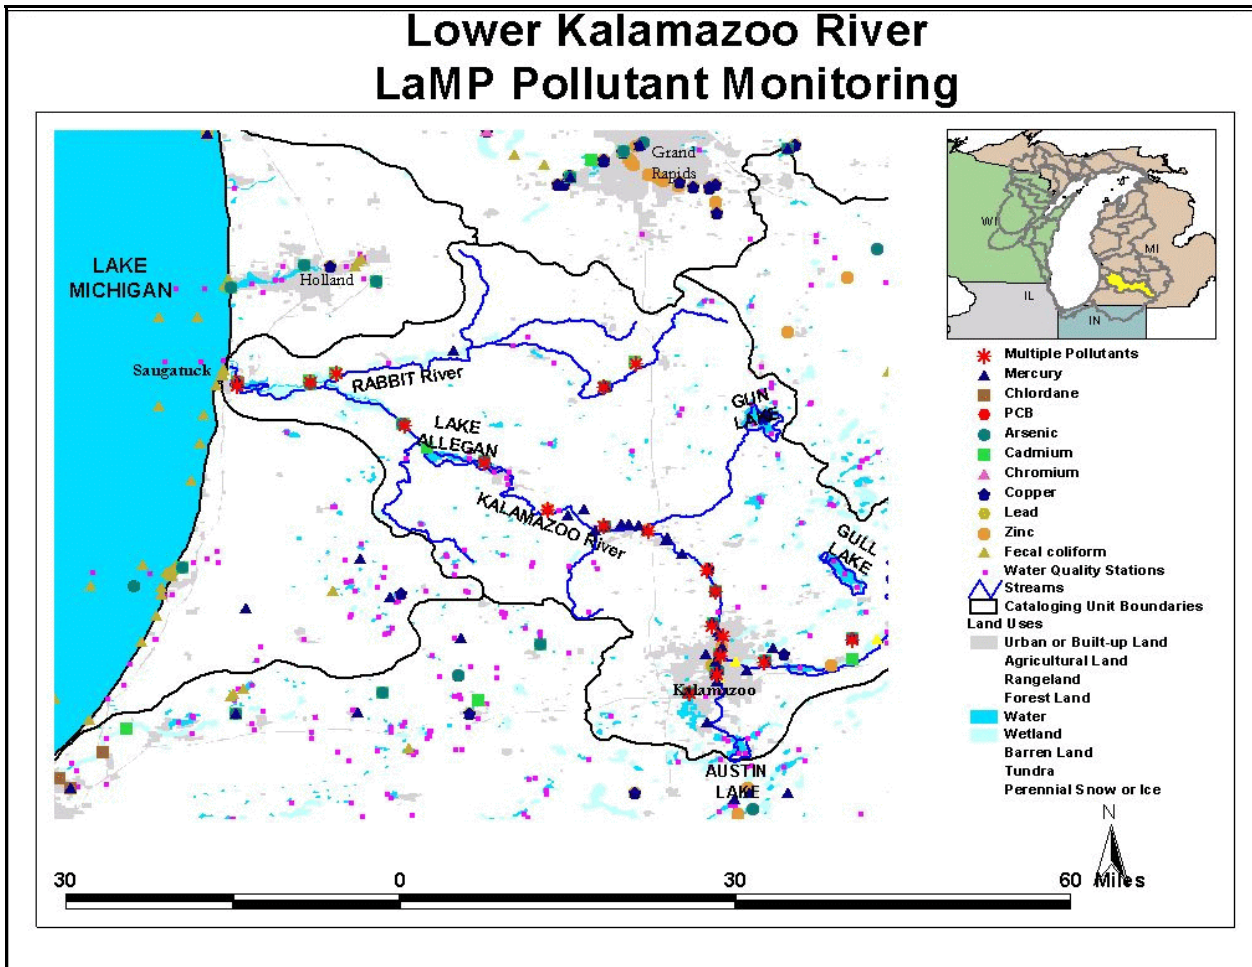 Lower Kalamazoo River
LaMP Pollutant Monitoring
LAKE
MICHIGAN
Grand
Rapids
Holland
Saugatuck
RABBIT River
LAKE
ALLEGAN
GUN
LAKE
KALAMAZOO River
GULL
LAKE
Kalamazoo
AUSTIN
LAKE
WI
MI
IL
IN
Multiple Pollutants
Mercury
Chlordane
PCB
Arsenic
Cadmium
Chromium
Copper
Lead
Zinc
Fecal coliform
Water Quality Stations
Streams
Cataloging Unit Boundaries
Land Uses
Urban or Built-up Land
Agricultural Land
Rangeland
Forest Land
Water
Wetland
Barren Land
Tundra
Perennial Snow or Ice
N
30 0 30 60 Miles